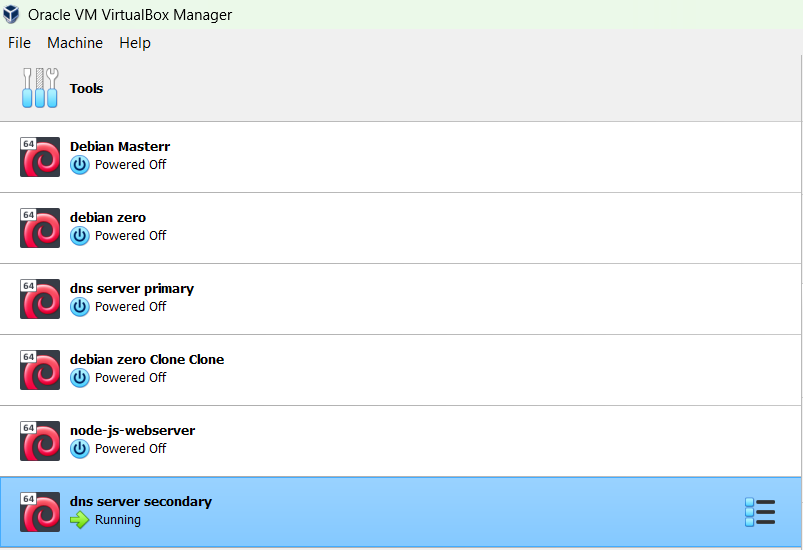 Oracle VM VirtualBox Manager
File Machine Help
Tools
64
Debian Masterr
Powered Off
64
debian zero
Powered Off
64
dns server primary
Powered Off
64
debian zero Clone Clone
Powered Off
64
node-js-webserver
Powered Off
64
dns server secondary
Running